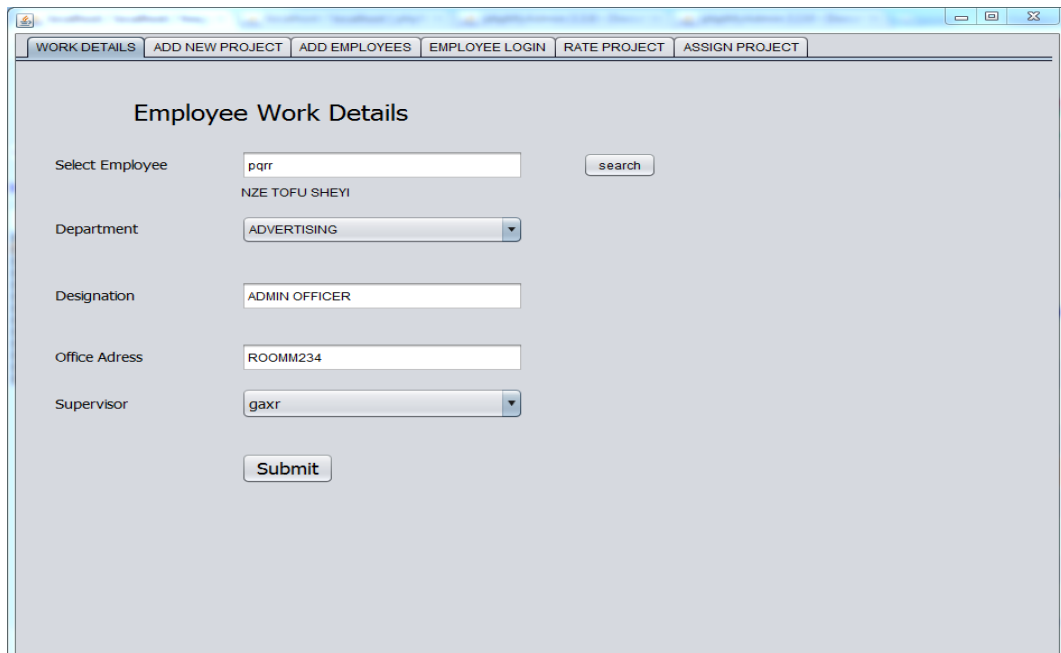 WORK DETAILS ADD NEW PROJECT ADD EMPLOYEES EMPLOYEE LOGIN RATE PROJECT ASSIGN PROJECT
Employee Work Details
Select Employee pqrr search
NZE TOFU SHEYI
Department ADVERTISING
Designation ADMIN OFFICER
Office Adress ROOMM234
Supervisor gaxr
Submit